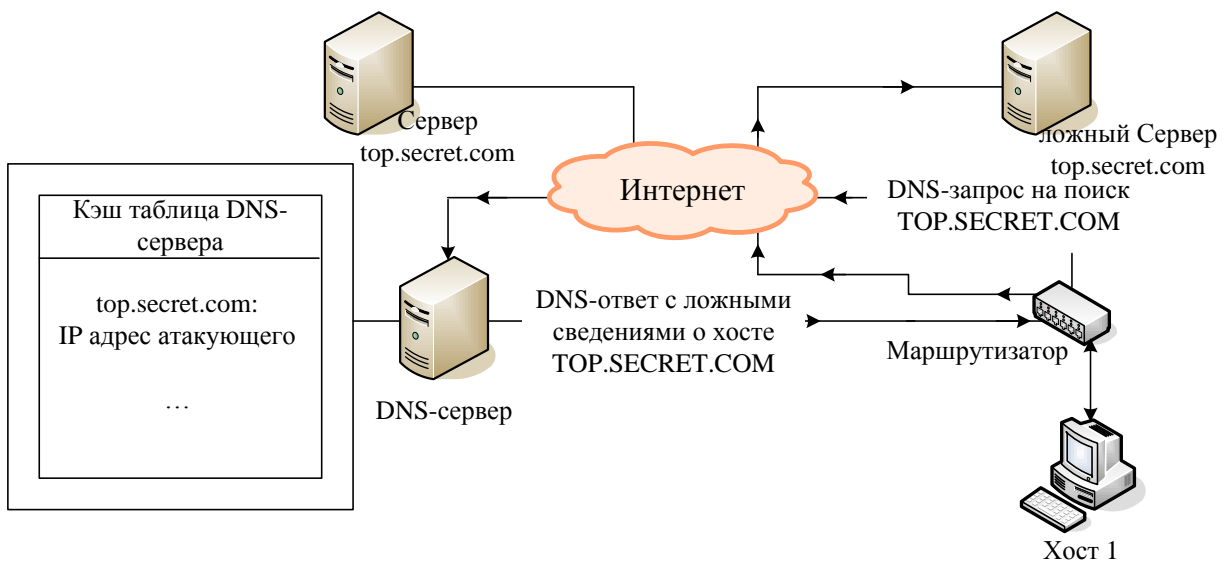 Сервер
top.secret.com
ложный Сервер
top.secret.com
Интернет
DNS-запрос на поиск
TOP.SECRET.COM
Кэш таблица DNS-
сервера
top.secret.com:
IP адрес атакующего
…
DNS-ответ с ложными
сведениями о хосте
TOP.SECRET.COM
Маршрутизатор
DNS-сервер
Хост 1